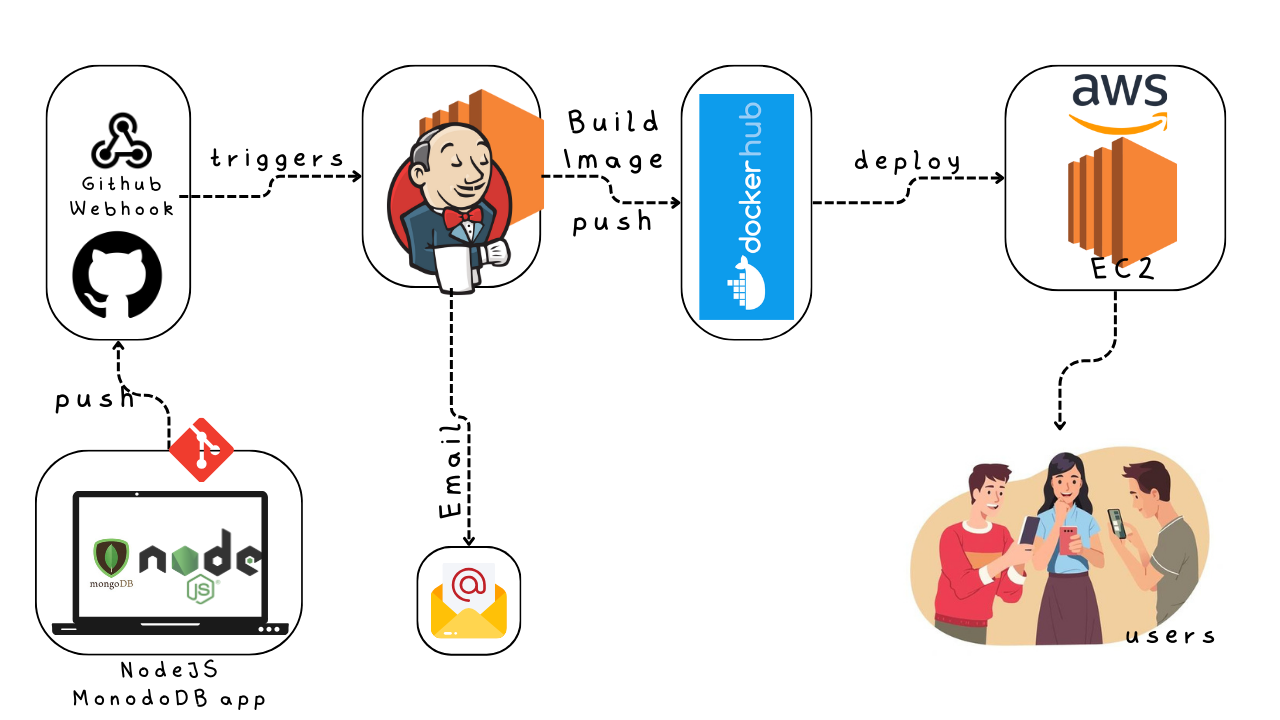 Github
Webhook
triggers
Build
Image
push
dockerhub
deploy
aws
EC2
push
Email
mongoDB
node
JS
@
NodeJS
MonodoDB app
users